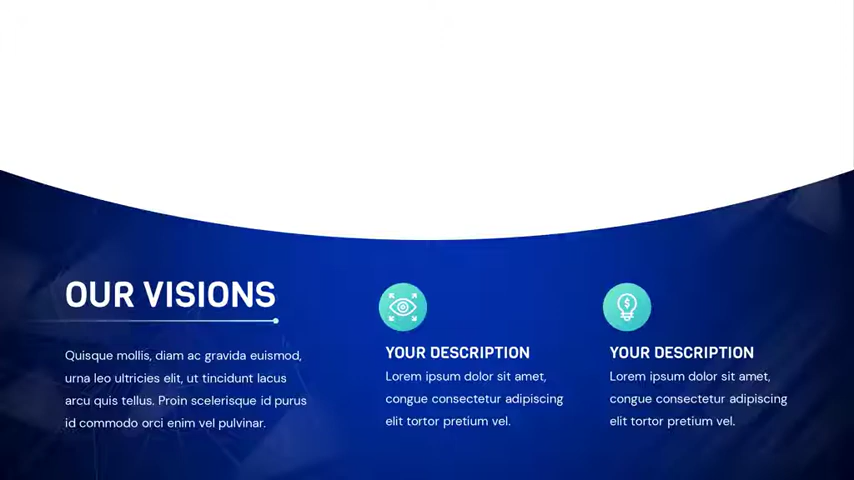 OUR VISIONS
Quisque mollis, diam ac gravida euismod,
urna leo ultricies elit, ut tincidunt lacus
arcu quis tellus. Proin scelerisque id purus
id commodo orci enim vel pulvinar.
YOUR DESCRIPTION
Lorem ipsum dolor sit amet,
congue consectetur adipiscing
elit tortor pretium vel.
$
YOUR DESCRIPTION
Lorem ipsum dolor sit amet,
congue consectetur adipiscing
elit tortor pretium vel.